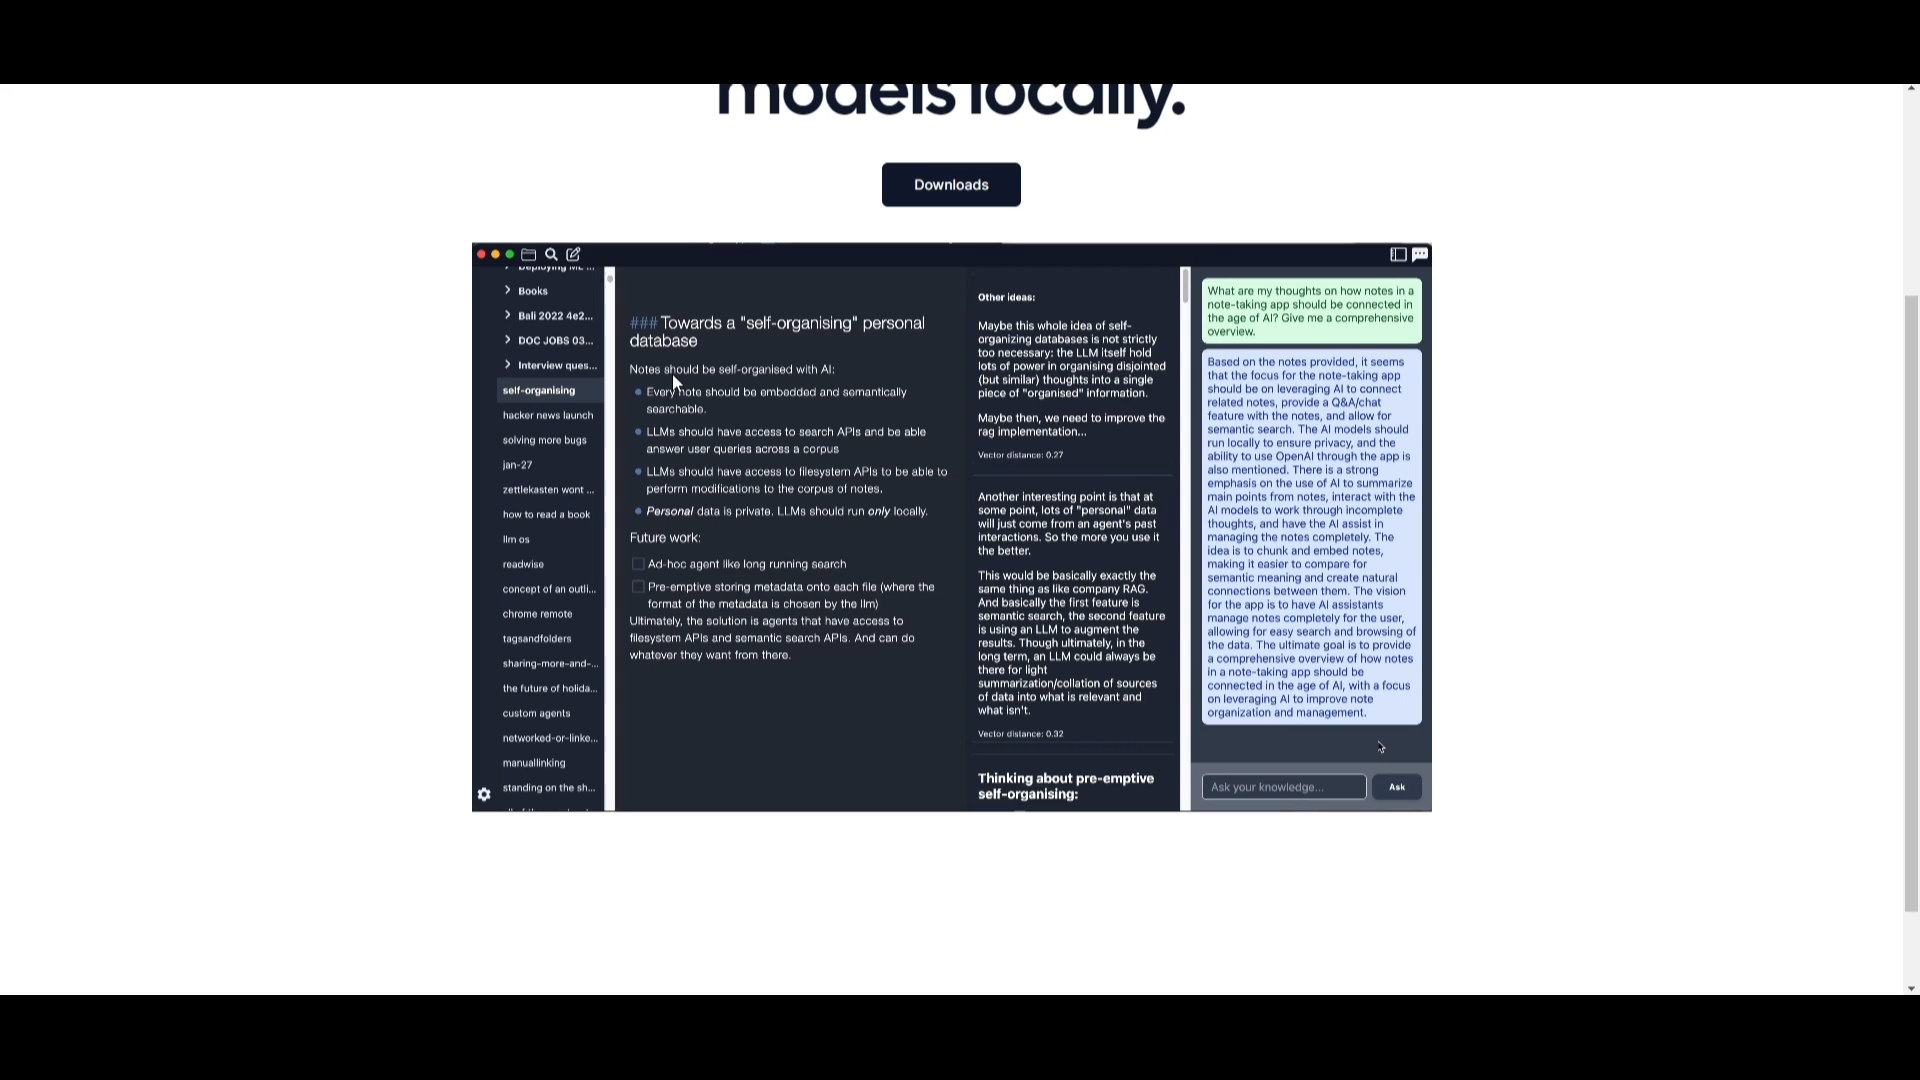 models locally.
Downloads
Deploying ML ...
Books
Bali 2022 4e2...
DOC JOBS 03...
Interview ques...
self-organising
hacker news launch
solving more bugs
jan-27
zettlekasten wont ...
how to read a book
llm os
readwise
concept of an outli...
chrome remote
tagsandfolders
sharing-more-and-...
the future of holida...
custom agents
networked-or-linke...
manuallinking
standing on the sh...
### Towards a "self-organising" personal
database
Notes should be self-organised with AI:
Every note should be embedded and semantically
searchable.
LLMs should have access to search APIs and be able
answer user queries across a corpus
LLMs should have access to filesystem APIs to be able to
perform modifications to the corpus of notes.
Personal data is private. LLMs should run only locally.
Future work:
Ad-hoc agent like long running search
Pre-emptive storing metadata onto each file (where the
format of the metadata is chosen by the llm)
Ultimately, the solution is agents that have access to
filesystem APIs and semantic search APIs. And can do
whatever they want from there.
Other ideas:
Maybe this whole idea of self-
organizing databases is not strictly
too necessary: the LLM itself hold
lots of power in organising disjointed
(but similar) thoughts into a single
piece of "organised" information.
Maybe then, we need to improve the
rag implementation...
Vector distance: 0.27
Another interesting point is that at
some point, lots of "personal" data
will just come from an agent's past
interactions. So the more you use it
the better.
This would be basically exactly the
same thing as like company RAG.
And basically the first feature is
semantic search, the second feature
is using an LLM to augment the
results. Though ultimately, in the
long term, an LLM could always be
there for light
summarization/collation of sources
of data into what is relevant and
what isn't.
Vector distance: 0.32
Thinking about pre-emptive
self-organising:
What are my thoughts on how notes in a
note-taking app should be connected in
the age of AI? Give me a comprehensive
overview.
Based on the notes provided, it seems
that the focus for the note-taking app
should be on leveraging AI to connect
related notes, provide a Q&A/chat
feature with the notes, and allow for
semantic search. The AI models should
run locally to ensure privacy, and the
ability to use OpenAI through the app is
also mentioned. There is a strong
emphasis on the use of AI to summarize
main points from notes, interact with the
AI models to work through incomplete
thoughts, and have the AI assist in
managing the notes completely. The
idea is to chunk and embed notes,
making it easier to compare for
semantic meaning and create natural
connections between them. The vision
for the app is to have AI assistants
manage notes completely for the user,
allowing for easy search and browsing of
the data. The ultimate goal is to provide
a comprehensive overview of how notes
in a note-taking app should be
connected in the age of AI, with a focus
on leveraging AI to improve note
organization and management.
Ask your knowledge...
Ask